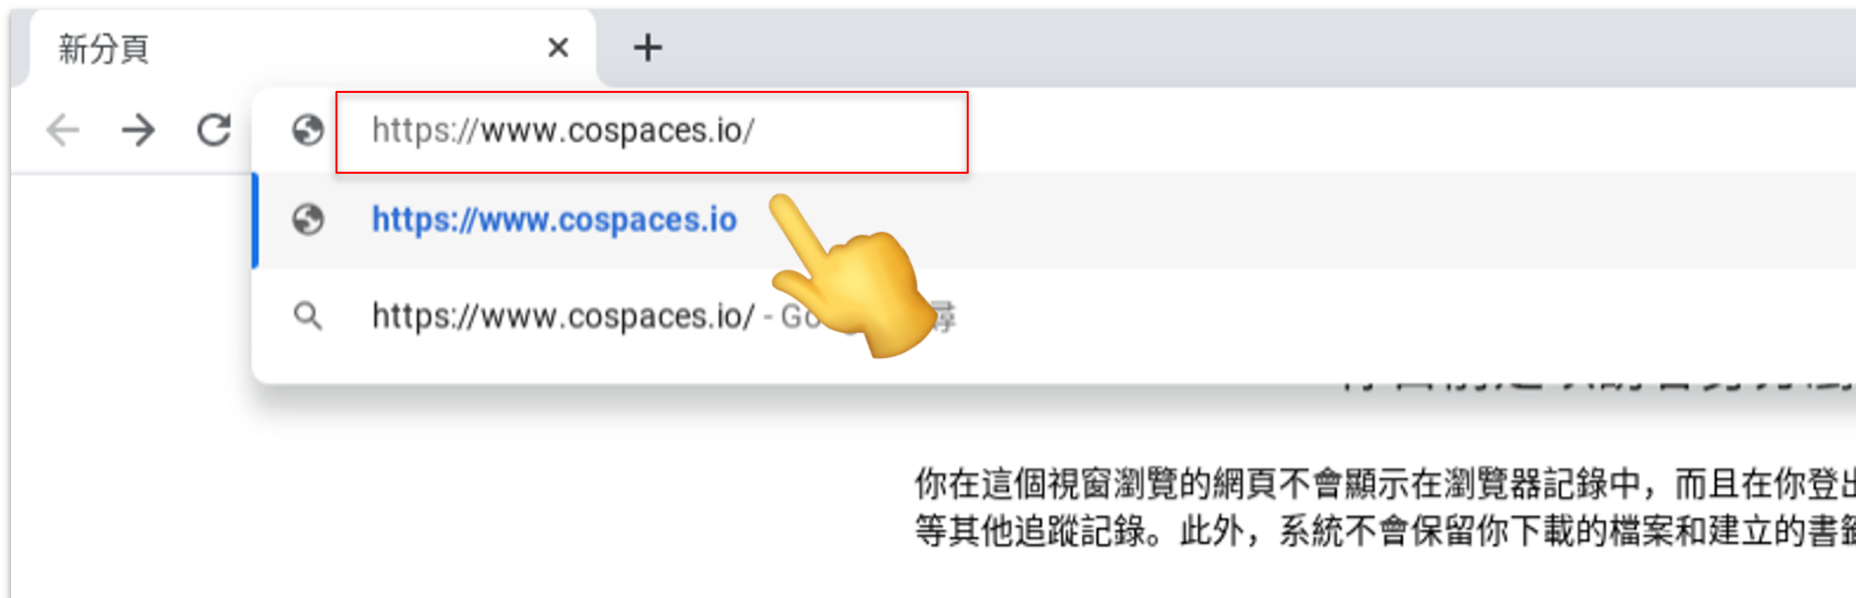 新分頁
https://www.cospaces.io/
https://www.cospaces.io
https://www.cospaces.io/ - Go 尋
你在這個視窗瀏覽的網頁不會顯示在瀏覽器記錄中，而且在你登出
等其他追蹤記錄。此外，系統不會保留你下載的檔案和建立的書籤